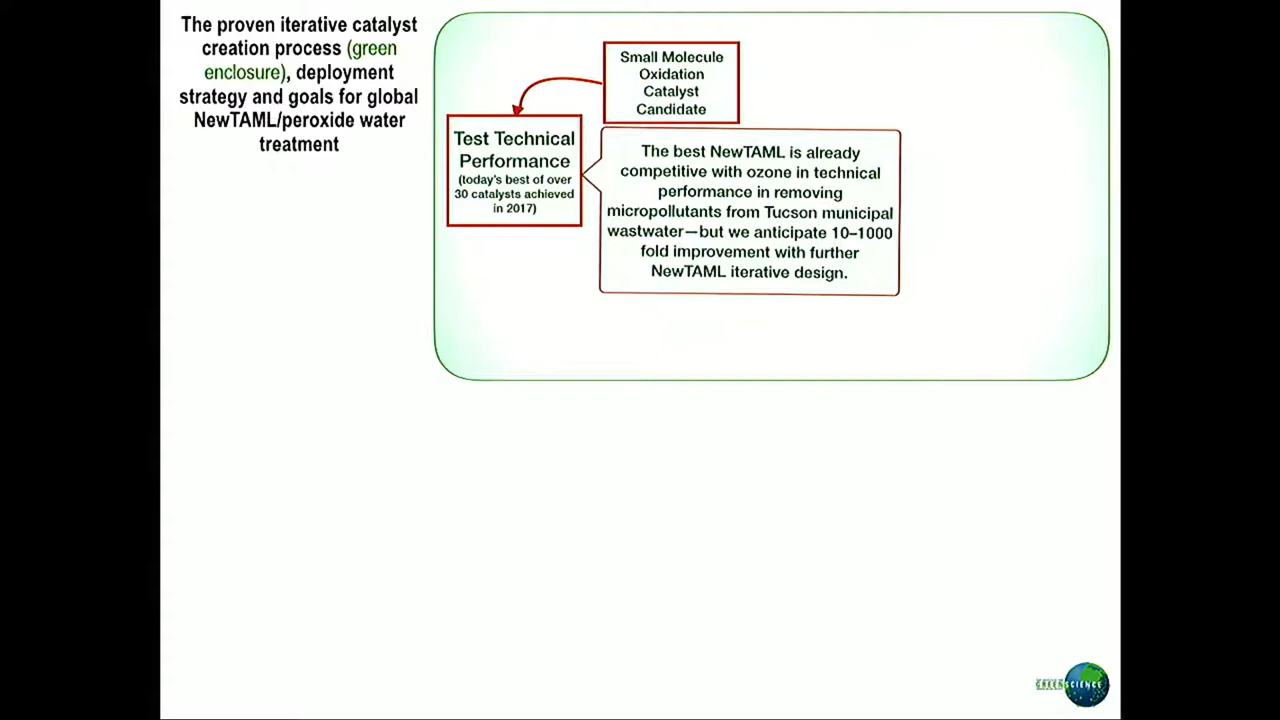 The proven iterative catalyst
creation process (green
enclosure), deployment
strategy and goals for global
NewTAML/peroxide water
treatment
Small Molecule
Oxidation
Catalyst
Candidate
Test Technical
Performance
(today's best of over
30 catalysts achieved
in 2017)
The best NewTAML is already
competitive with ozone in technical
performance in removing
micropollutants from Tucson municipal
wastwater—but we anticipate 10–1000
fold improvement with further
NewTAML iterative design.
GREENSCIENCE